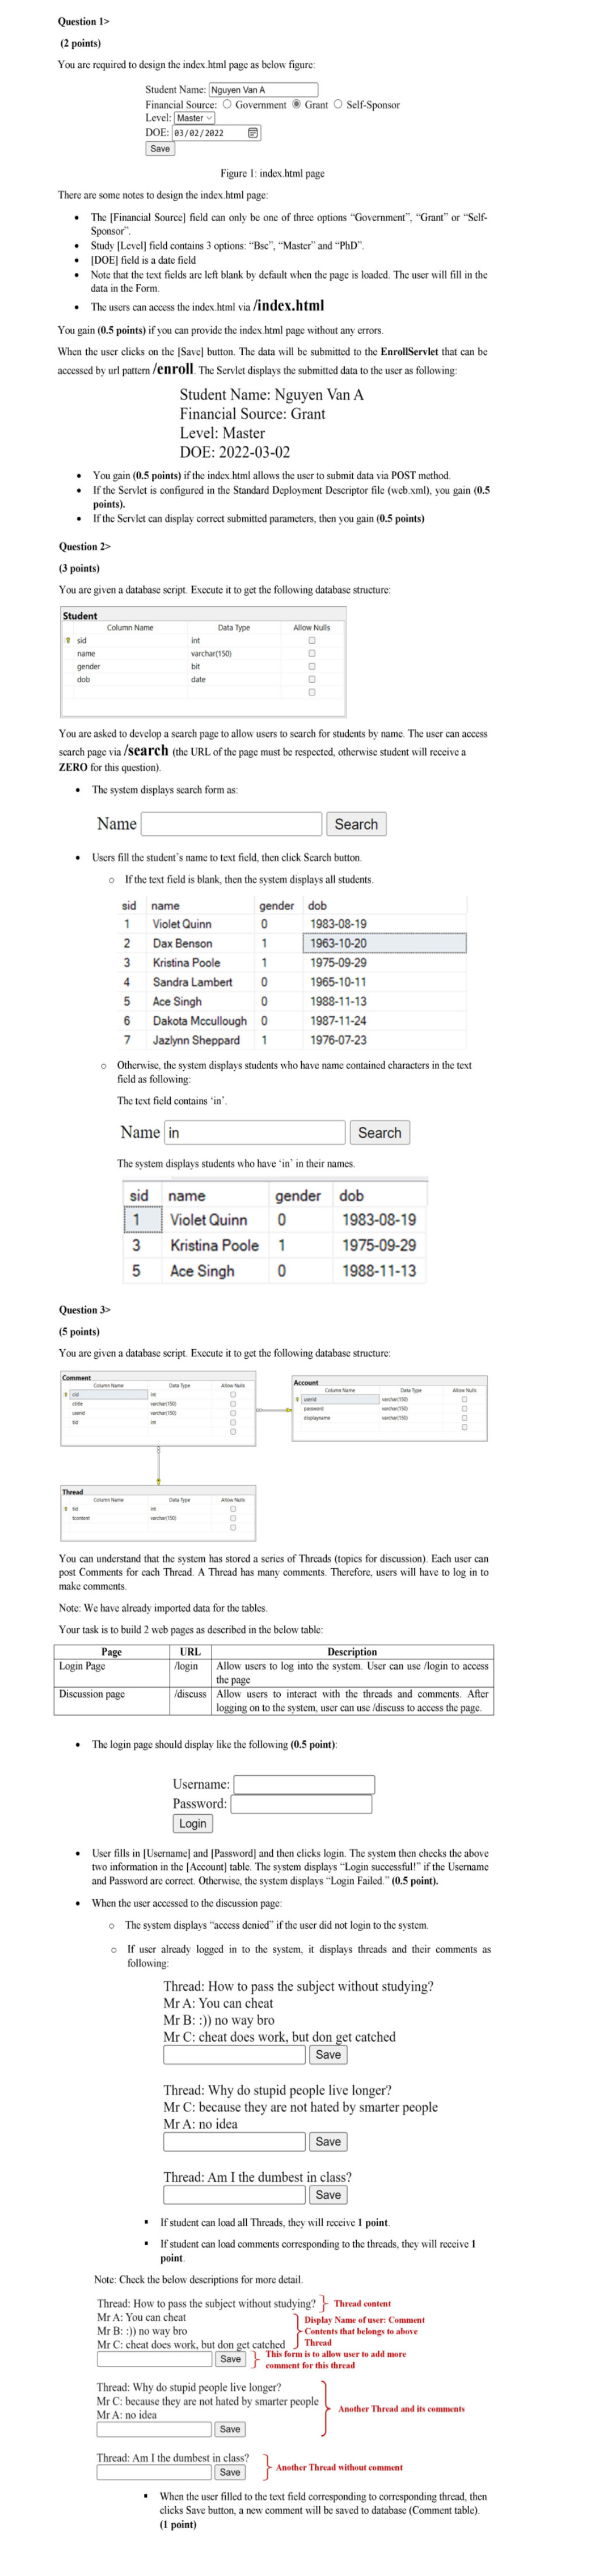 Question 1>
(2 points)
You are required to design the index.html page as below figure:
Student Name: Nguyen Van A
Financial Source: Government Grant Self-Sponsor
Level: Master
DOE: 03/02/2022
Save
Figure 1: index.html page
There are some notes to design the index.html page:
• The [Financial Source] field can only be one of three options “Government”, “Grant” or “Self-
Sponsor”.
• Study [Level] field contains 3 options: “Bsc”, “Master” and “PhD”.
• [DOE] field is a date field
• Note that the text fields are left blank by default when the page is loaded. The user will fill in the
data in the Form.
• The users can access the index.html via /index.html
You gain (0.5 points) if you can provide the index.html page without any errors.
When the user clicks on the [Save] button. The data will be submitted to the EnrollServlet that can be
accessed by url pattern /enroll. The Servlet displays the submitted data to the user as following:
Student Name: Nguyen Van A
Financial Source: Grant
Level: Master
DOE: 2022-03-02
• You gain (0.5 points) if the index.html allows the user to submit data via POST method.
• If the Servlet is configured in the Standard Deployment Descriptor file (web.xml), you gain (0.5
points).
• If the Servlet can display correct submitted parameters, then you gain (0.5 points)
Question 2>
(3 points)
You are given a database script. Execute it to get the following database structure:
Student
Column Name Data Type Allow Nulls
sid int
name varchar(150)
gender bit
dob date
You are asked to develop a search page to allow users to search for students by name. The user can access
search page via /search (the URL of the page must be respected, otherwise student will receive a
ZERO for this question).
• The system displays search form as:
Name Search
• Users fill the student’s name to text field, then click Search button.
o If the text field is blank, then the system displays all students.
sid name gender dob
1 Violet Quinn 0 1983-08-19
2 Dax Benson 1 1963-10-20
3 Kristina Poole 1 1975-09-29
4 Sandra Lambert 0 1965-10-11
5 Ace Singh 0 1988-11-13
6 Dakota Mccullough 0 1987-11-24
7 Jazlynn Sheppard 1 1976-07-23
o Otherwise, the system displays students who have name contained characters in the text
field as following:
The text field contains ‘in’.
Name in Search
The system displays students who have ‘in’ in their names.
sid name gender dob
1 Violet Quinn 0 1983-08-19
3 Kristina Poole 1 1975-09-29
5 Ace Singh 0 1988-11-13
Question 3>
(5 points)
You are given a database script. Execute it to get the following database structure:
Comment
Column Name Data Type Allow Nulls
cid int
ctitle varchar(150)
userid varchar(150)
tid int
Account
Column Name Data Type Allow Nulls
userid varchar(150)
password varchar(150)
displayname varchar(150)
Thread
Column Name Data Type Allow Nulls
tid int
tcontent varchar(150)
You can understand that the system has stored a series of Threads (topics for discussion). Each user can
post Comments for each Thread. A Thread has many comments. Therefore, users will have to log in to
make comments.
Note: We have already imported data for the tables.
Your task is to build 2 web pages as described in the below table:
Page URL Description
Login Page /login Allow users to log into the system. User can use /login to access
the page
Discussion page /discuss Allow users to interact with the threads and comments. After
logging on to the system, user can use /discuss to access the page.
• The login page should display like the following (0.5 point):
Username:
Password:
Login
• User fills in [Username] and [Password] and then clicks login. The system then checks the above
two information in the [Account] table. The system displays “Login successful!” if the Username
and Password are correct. Otherwise, the system displays “Login Failed.” (0.5 point).
• When the user accessed to the discussion page:
o The system displays “access denied” if the user did not login to the system.
o If user already logged in to the system, it displays threads and their comments as
following:
Thread: How to pass the subject without studying?
Mr A: You can cheat
Mr B: :)) no way bro
Mr C: cheat does work, but don get catched
Save
Thread: Why do stupid people live longer?
Mr C: because they are not hated by smarter people
Mr A: no idea
Save
Thread: Am I the dumbest in class?
Save
▪ If student can load all Threads, they will receive 1 point.
▪ If student can load comments corresponding to the threads, they will receive 1
point.
Note: Check the below descriptions for more detail.
Thread: How to pass the subject without studying? Thread content
Mr A: You can cheat
Mr B: :)) no way bro
Mr C: cheat does work, but don get catched
Display Name of user: Comment
Contents that belongs to above
Thread
Save
This form is to allow user to add more
comment for this thread
Thread: Why do stupid people live longer?
Mr C: because they are not hated by smarter people
Mr A: no idea
Save
Another Thread and its comments
Thread: Am I the dumbest in class?
Save
Another Thread without comment
▪ When the user filled to the text field corresponding to corresponding thread, then
clicks Save button, a new comment will be saved to database (Comment table).
(1 point)